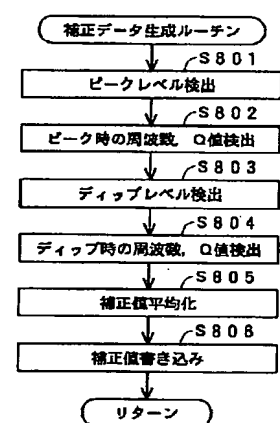 補正データ生成ルーチン
S801
ピークレベル検出
S802
ピーク時の周波数,Q値検出
S803
ディップレベル検出
S804
ディップ時の周波数,Q値検出
S805
補正値平均化
S806
補正値書き込み
リターン